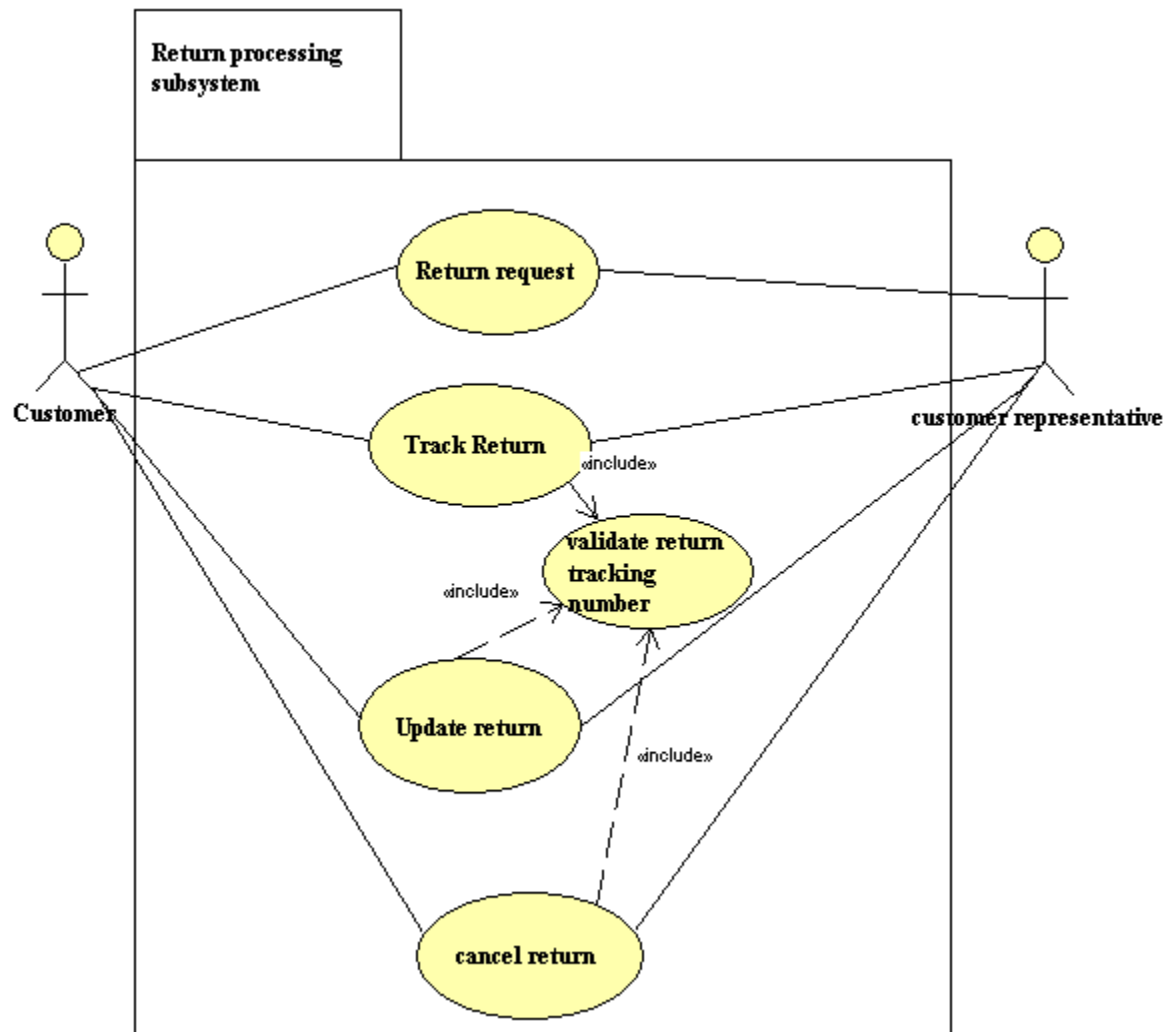 Return processing
subsystem
Return request
Customer
customer representative
Track Return
«include»
validate return
tracking
number
«include»
Update return
«include»
cancel return